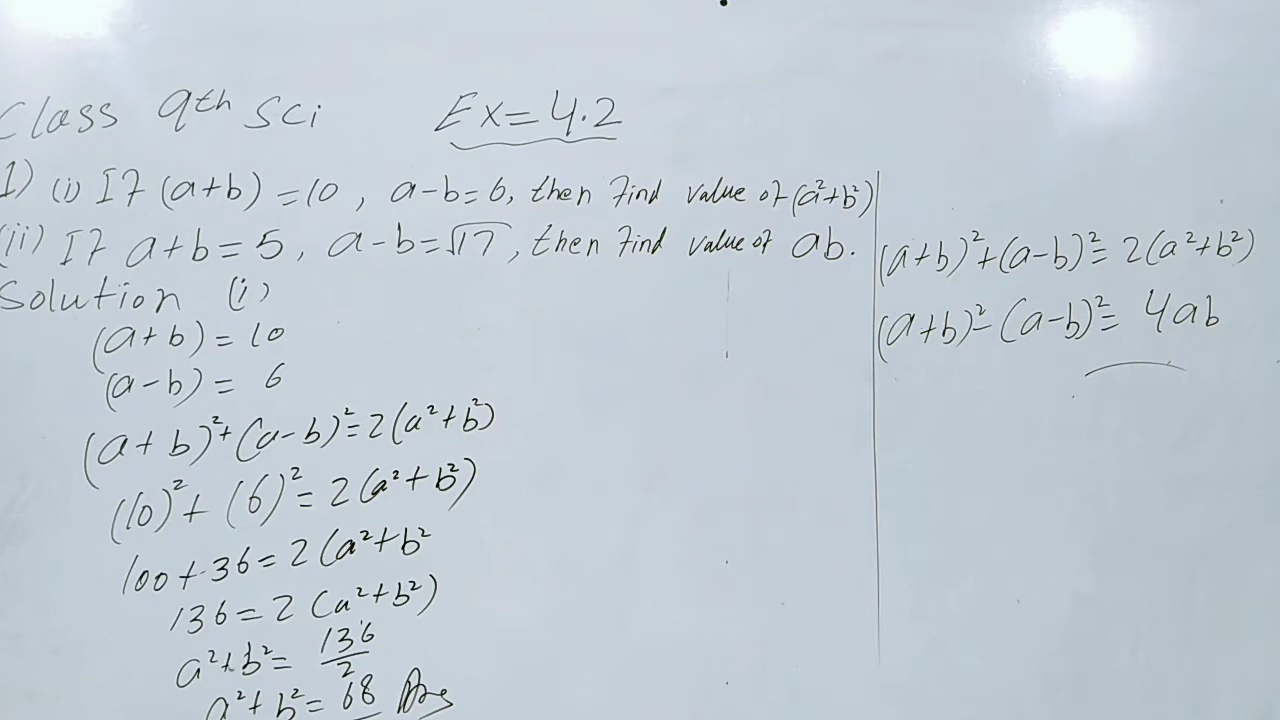 Class 9th Sci Ex = 4.2
1) (i) If (a+b) = 10 , a-b = 6, then find value of (a²+b²)
(ii) If a+b = 5, a-b = √17, then find value of ab.
Solution (i)
(a+b) = 10
(a-b) = 6
(a+b)²+(a-b)² = 2(a²+b²)
(10)²+(6)² = 2(a²+b²)
100+36 = 2(a²+b²
136 = 2(a²+b²)
a²+b² = 136/2
a²+b² = 68 Ans
(a+b)²+(a-b)² = 2(a²+b²)
(a+b)²-(a-b)² = 4ab